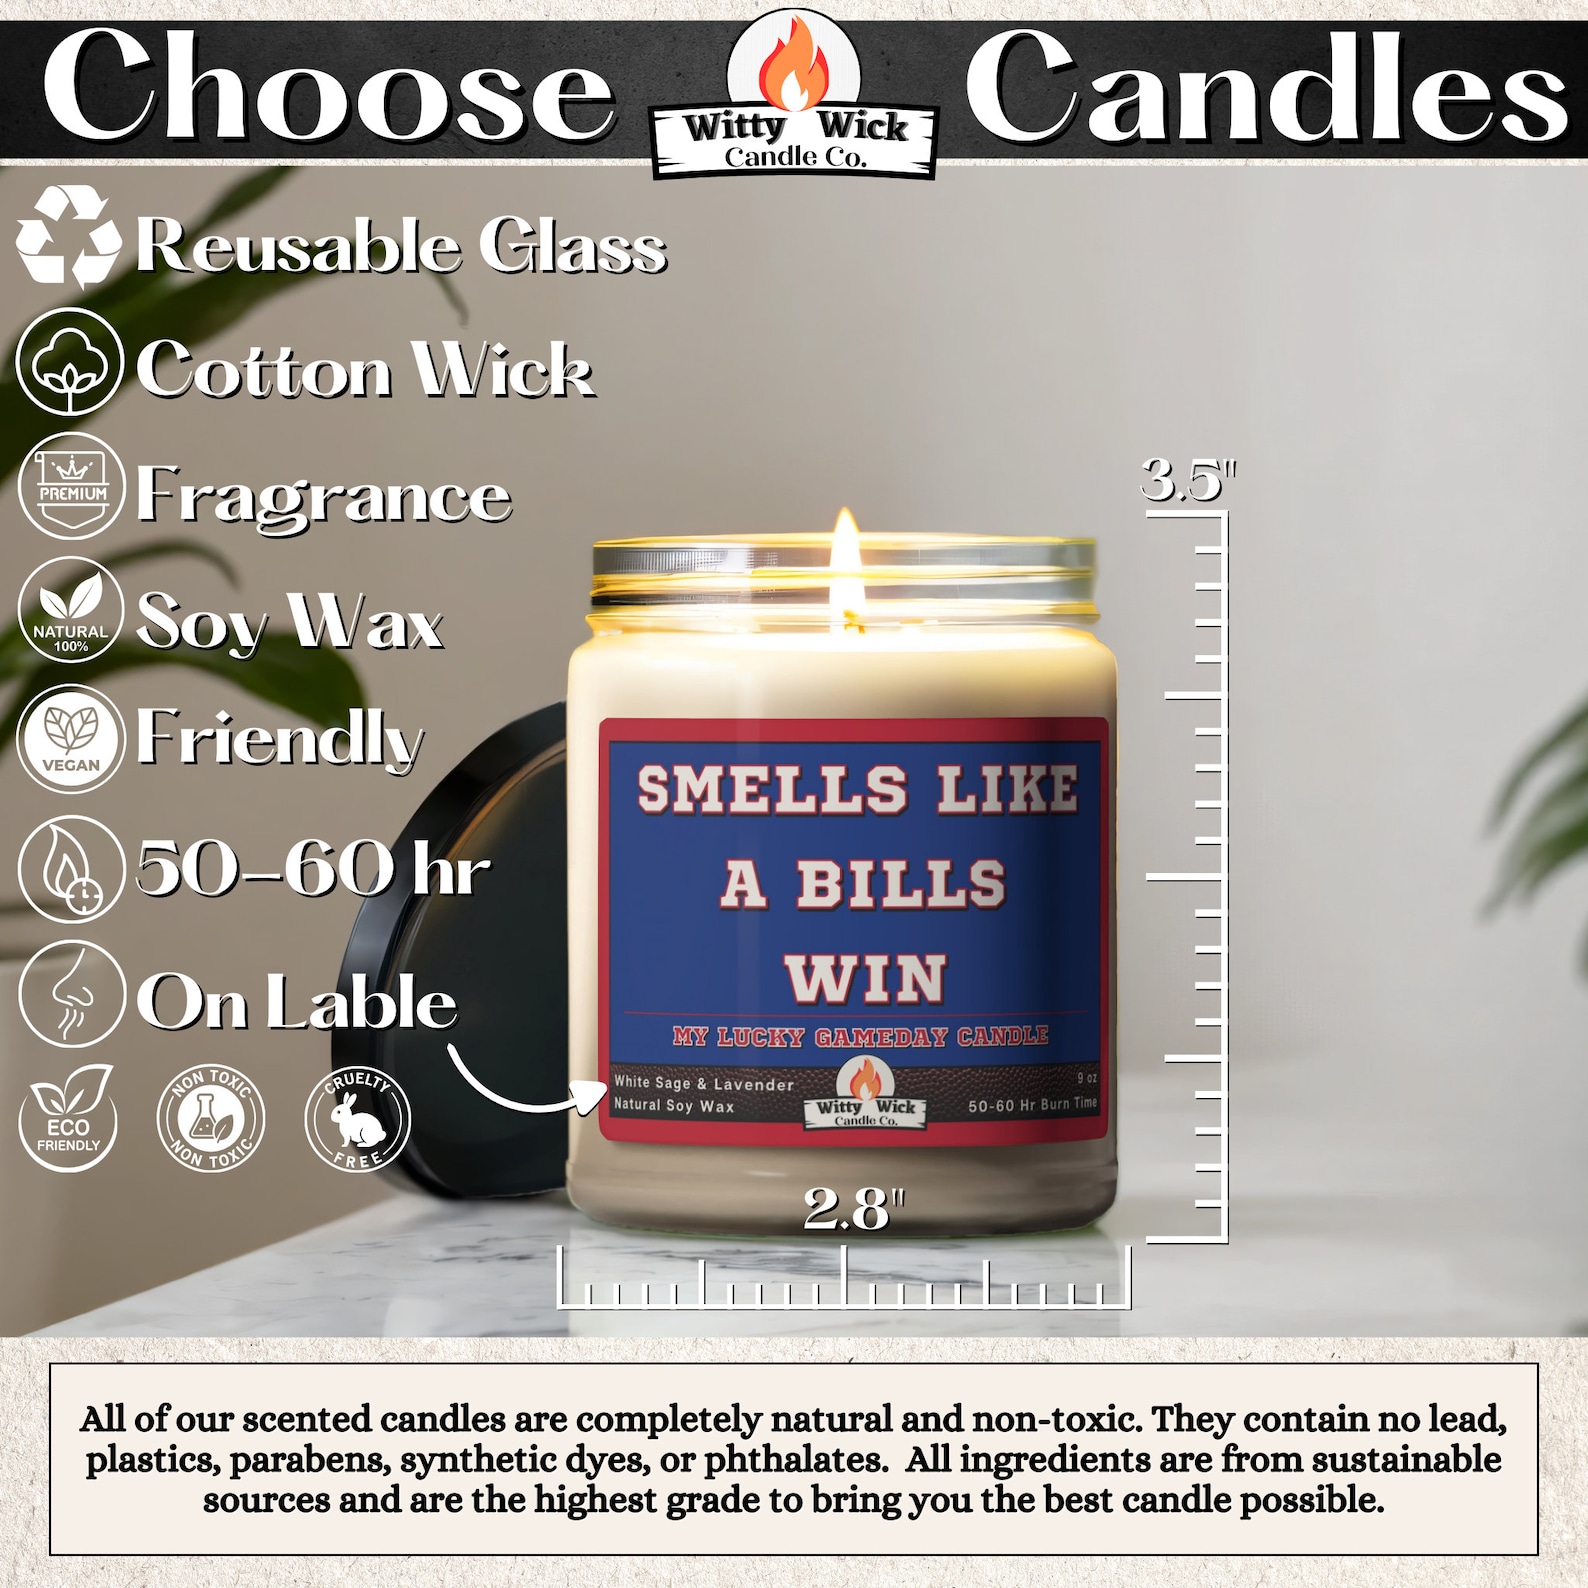 Choose
Witty Wick
Candle Co.
Candles
Reusable Glass
Cotton Wick
PREMIUM
Fragrance
NATURAL
100%
Soy Wax
VEGAN
Friendly
50-60 hr
On Lable
ECO
FRIENDLY
NON TOXIC
NON TOXIC
CRUELTY
FREE
3.5"
SMELLS LIKE
A BILLS
WIN
MY LUCKY GAMEDAY CANDLE
White Sage & Lavender
9 oz
Natural Soy Wax
Witty Wick
Candle Co.
50-60 Hr Burn Time
2.8"
All of our scented candles are completely natural and non-toxic. They contain no lead,
plastics, parabens, synthetic dyes, or phthalates. All ingredients are from sustainable
sources and are the highest grade to bring you the best candle possible.